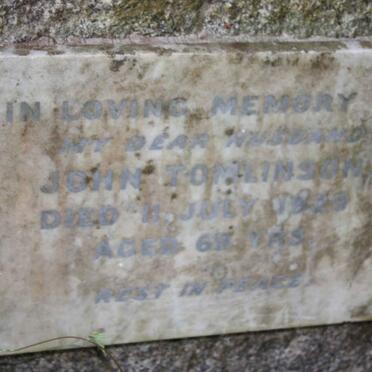 IN LOVING MEMORY
MY DEAR HUSBAND
JOHN TOMLINSON
DIED 11, JULY
AGED YRS.
REST IN PEACE